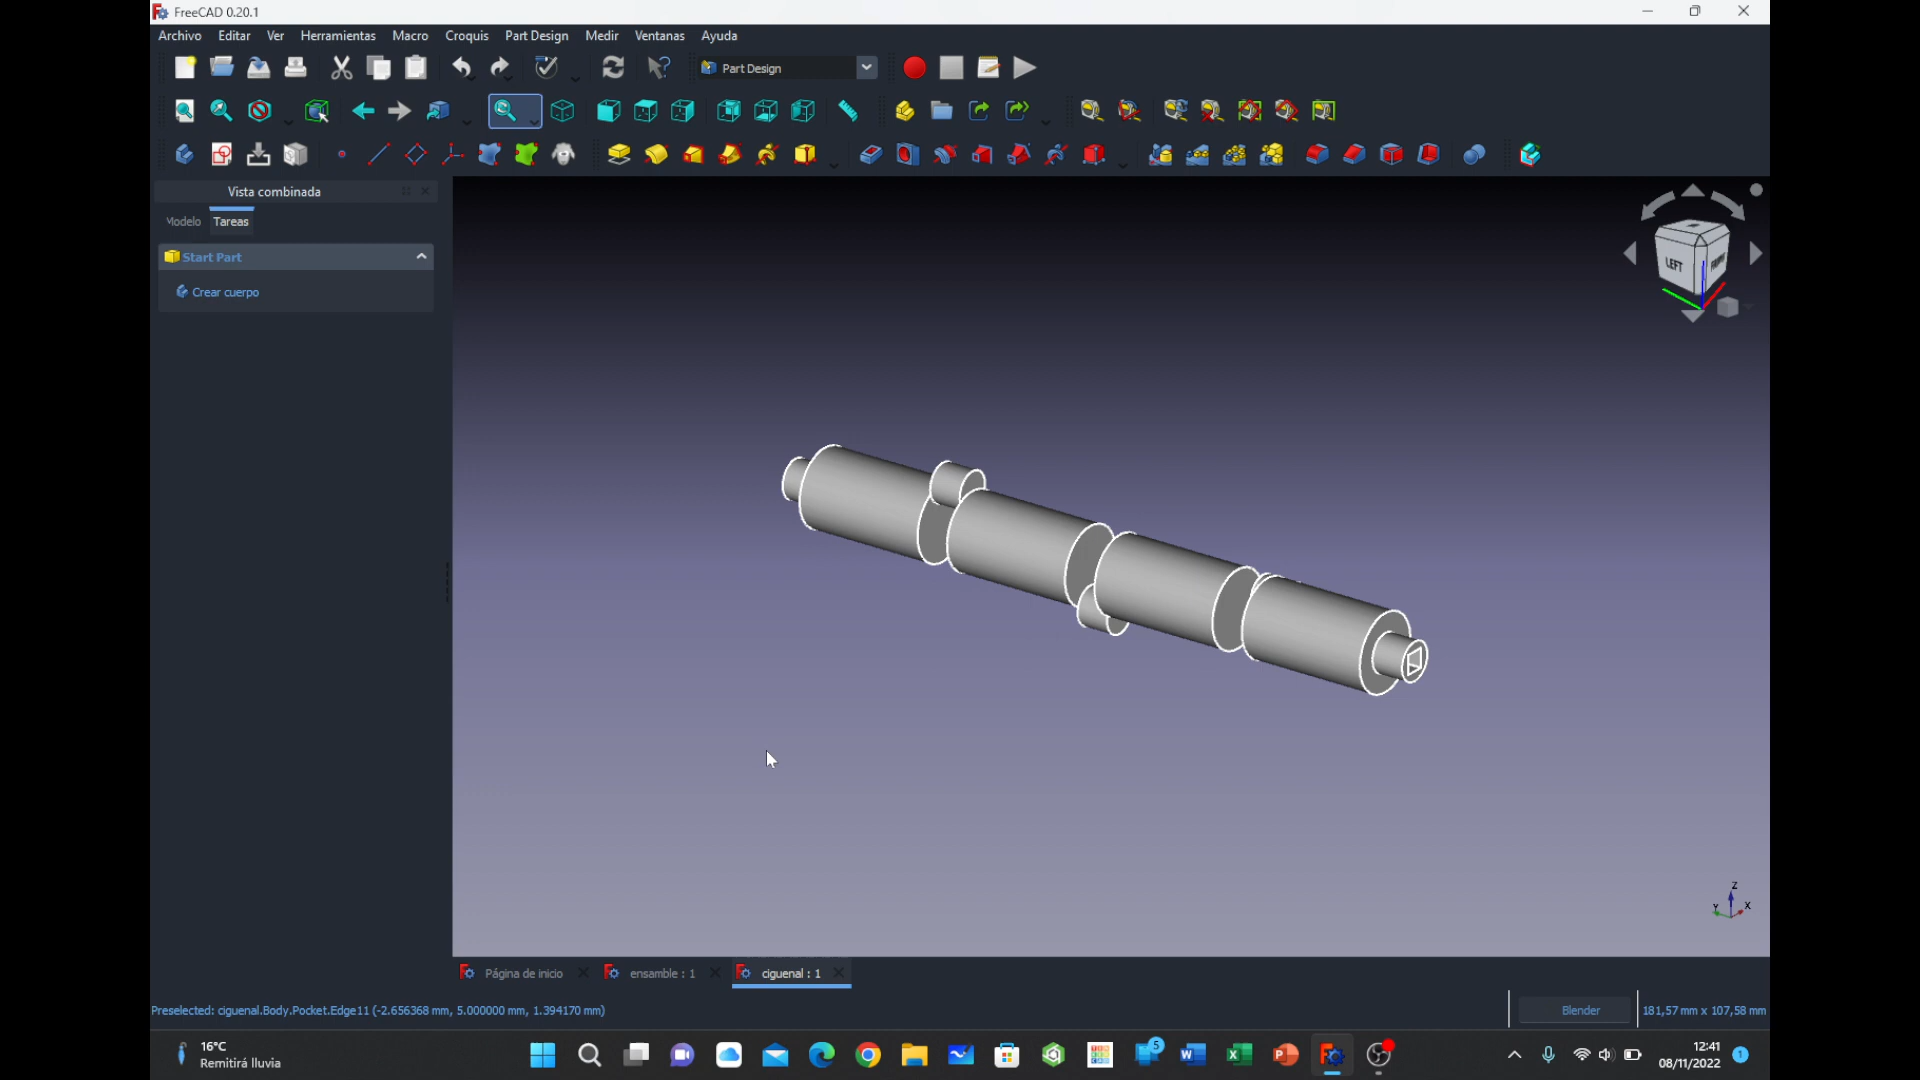 FreeCAD 0.20.1
Archivo Editar Ver Herramientas Macro Croquis Part Design Medir Ventanas Ayuda
Part Design
Vista combinada
Modelo Tareas
Start Part
Crear cuerpo
LEFT
Z
Y X
Página de inicio ensamble : 1 ciguenal : 1
Preselected: ciguenal.Body.Pocket.Edge11 (-2.656368 mm, 5.000000 mm, 1.394170 mm)
Blender
181,57 mm x 107,58 mm
16°C
Remitirá lluvia
5
12:41
08/11/2022
1